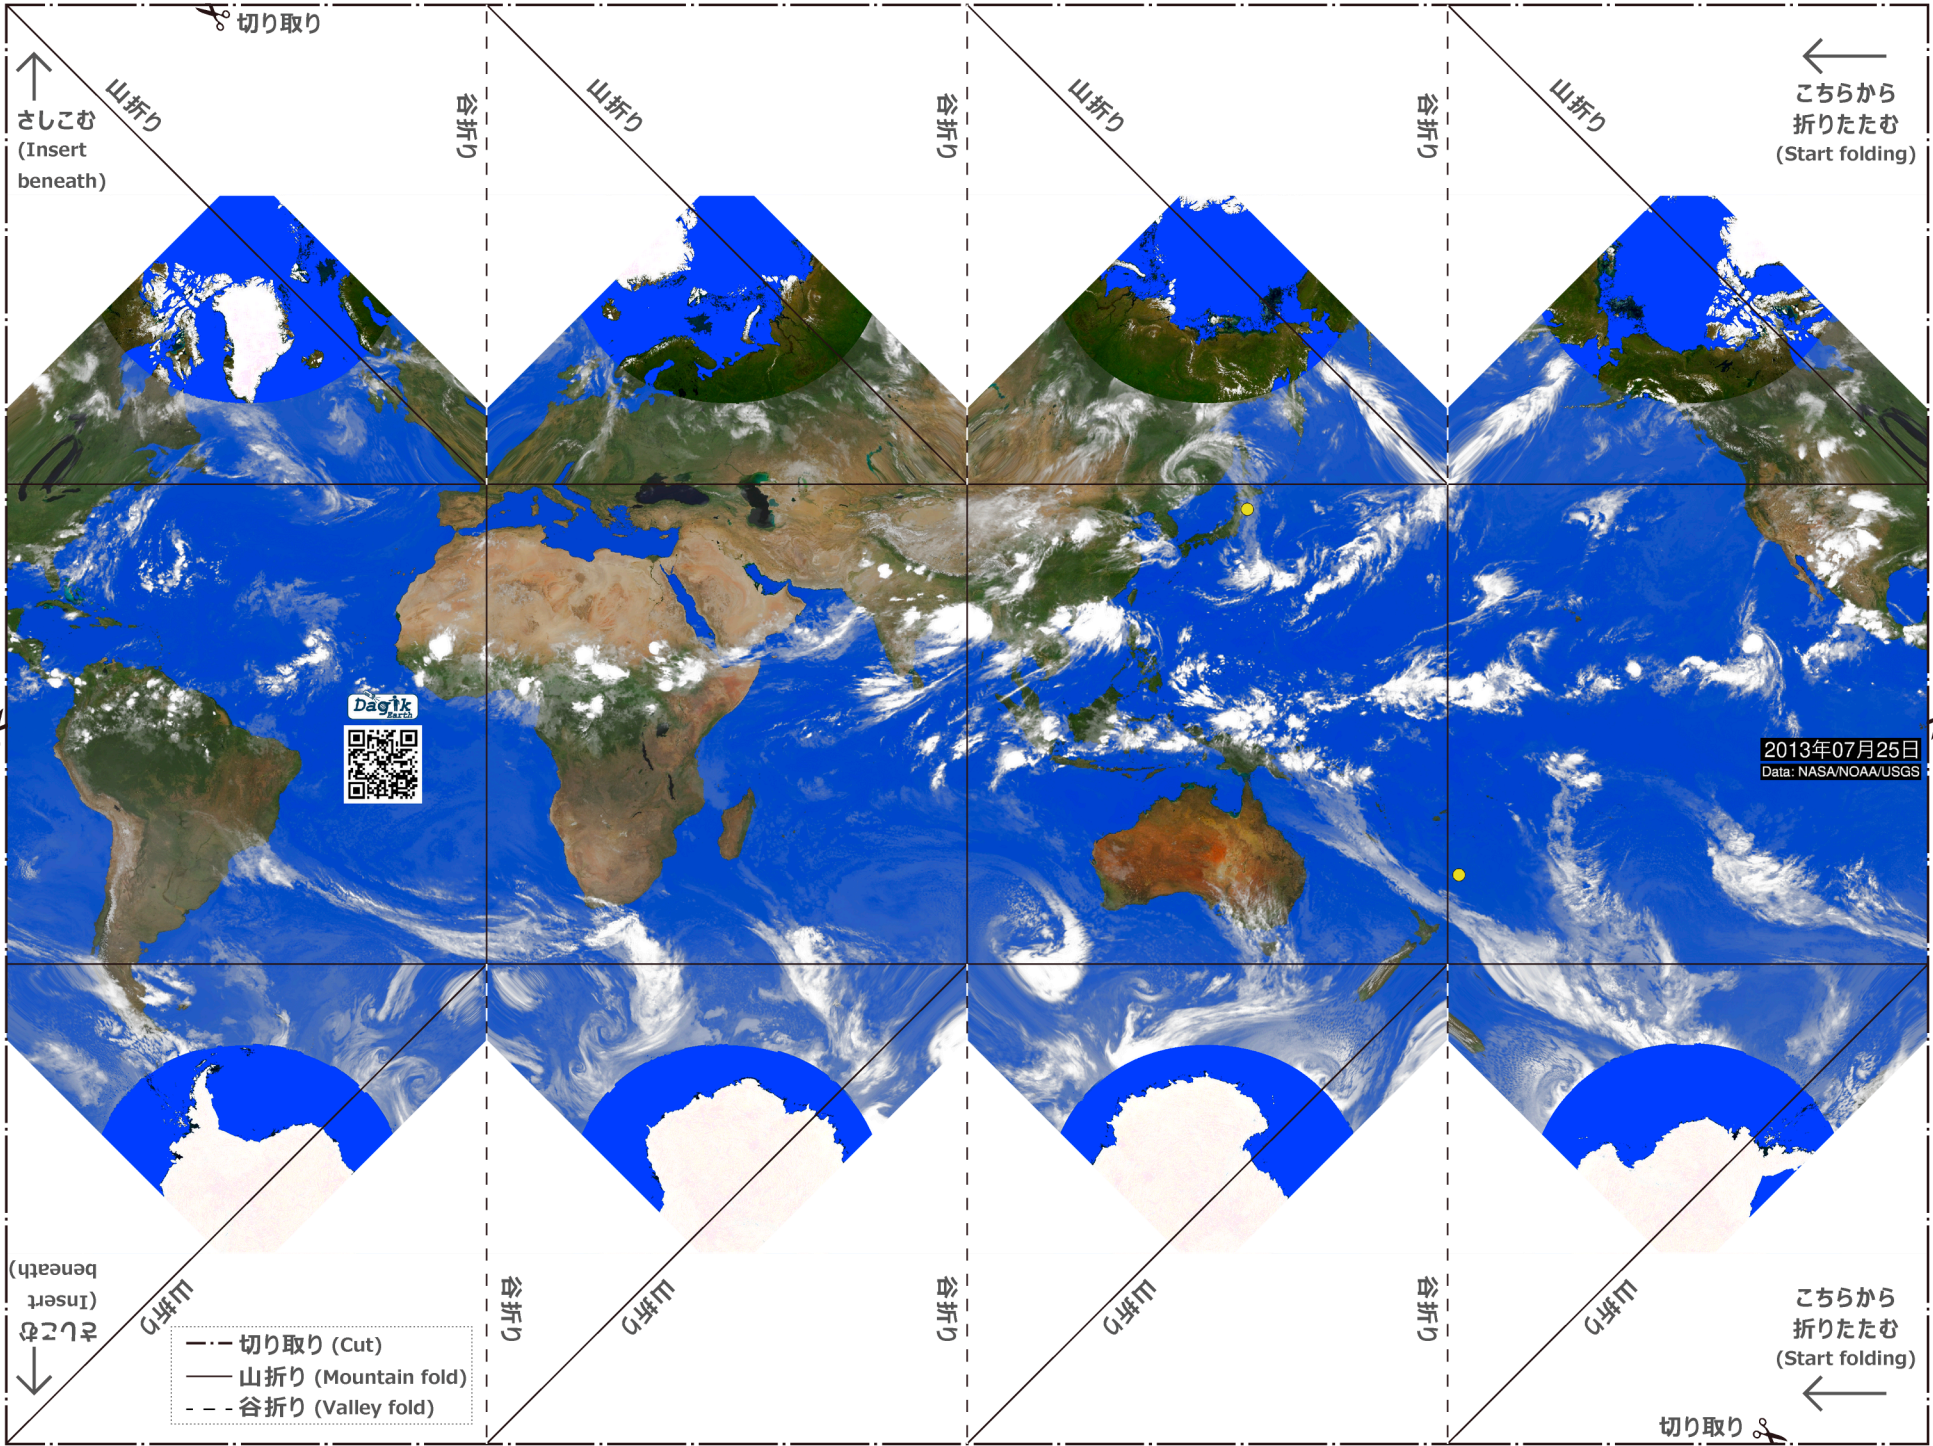 切り取り
山折り
谷折り
山折り
谷折り
山折り
谷折り
山折り
さしこむ
(Insert
beneath)
こちらから
折りたたむ
(Start folding)
Dagik
Earth
2013年07月25日
Data: NASA/NOAA/USGS
さしこむ
(Insert
beneath)
山折り
谷折り
山折り
谷折り
山折り
谷折り
山折り
切り取り (Cut)
山折り (Mountain fold)
谷折り (Valley fold)
こちらから
折りたたむ
(Start folding)
切り取り